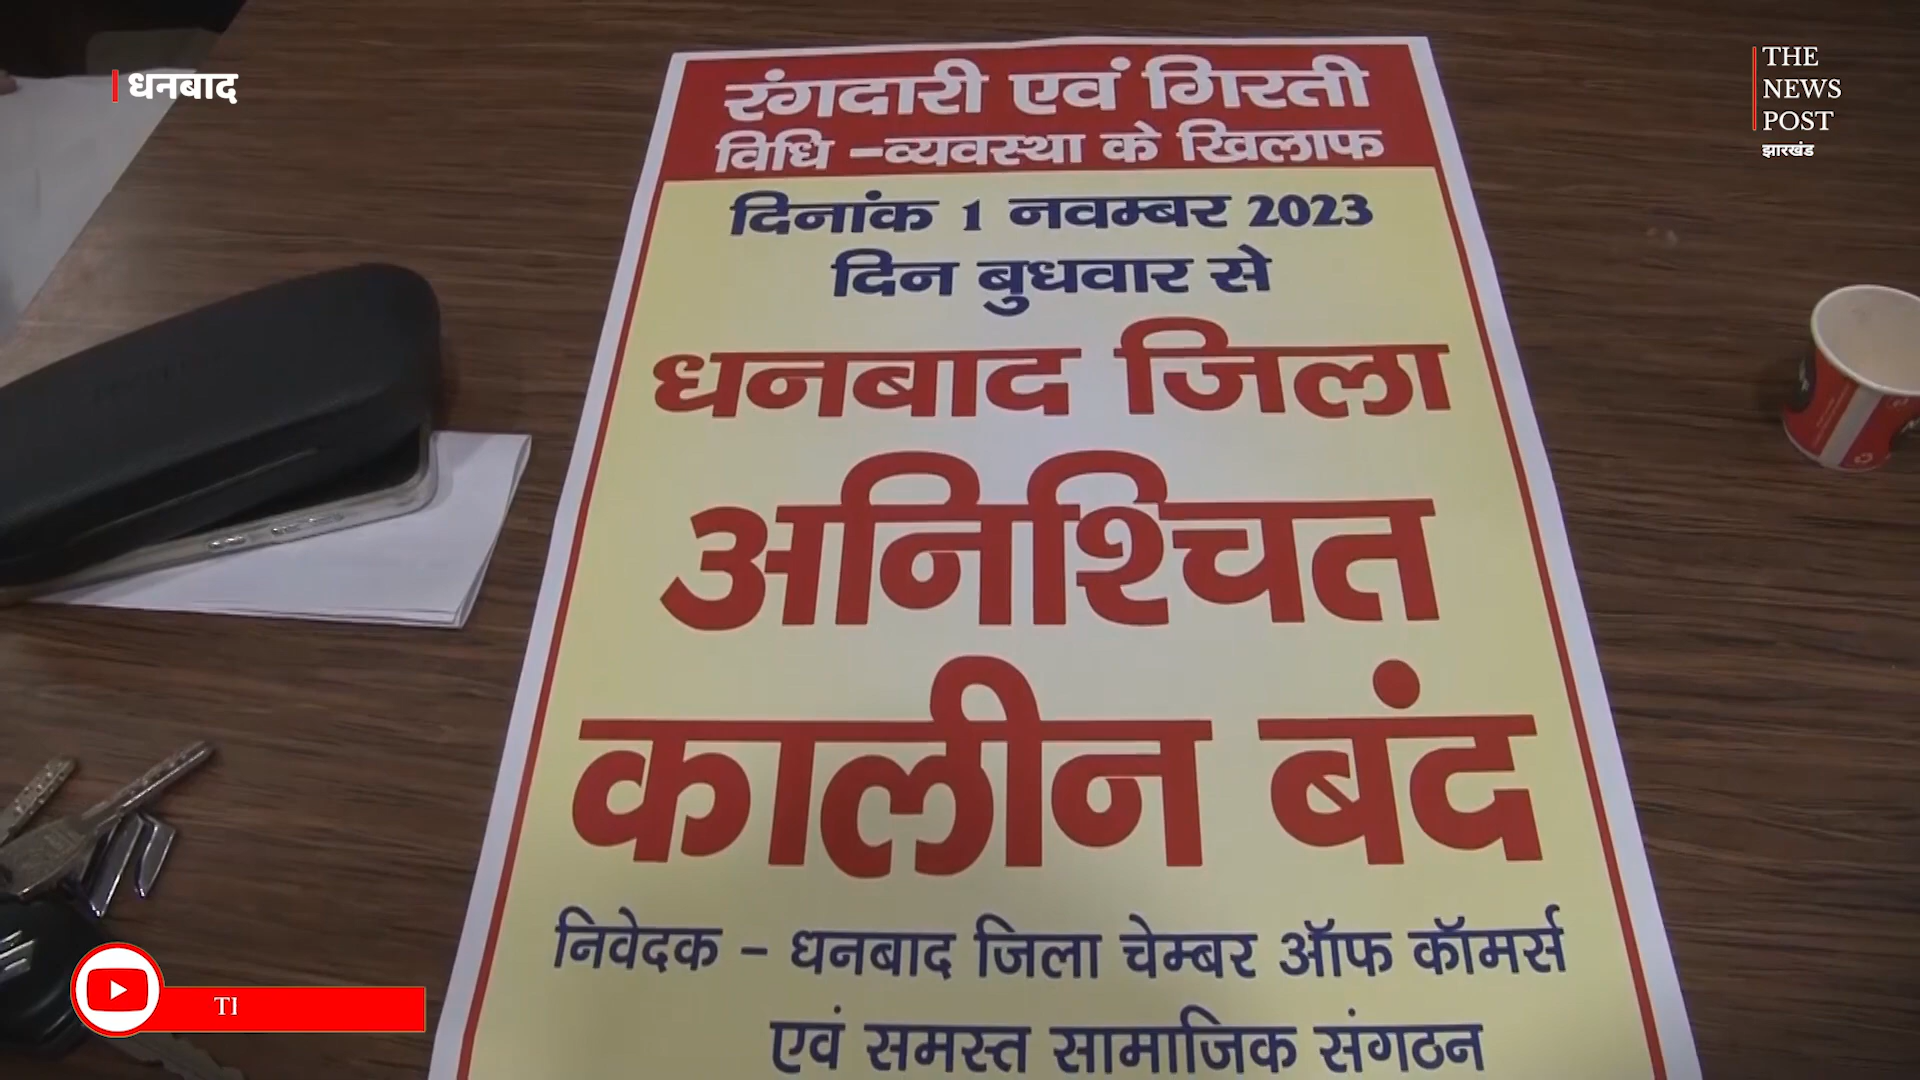 धनबाद
THE
NEWS
POST
झारखंड
रंगदारी एवं गिरती
विधि -व्यवस्था के खिलाफ
दिनांक 1 नवम्बर 2023
दिन बुधवार से
धनबाद जिला
अनिश्चित
कालीन बंद
निवेदक - धनबाद जिला चेम्बर ऑफ कॉमर्स
एवं समस्त सामाजिक संगठन